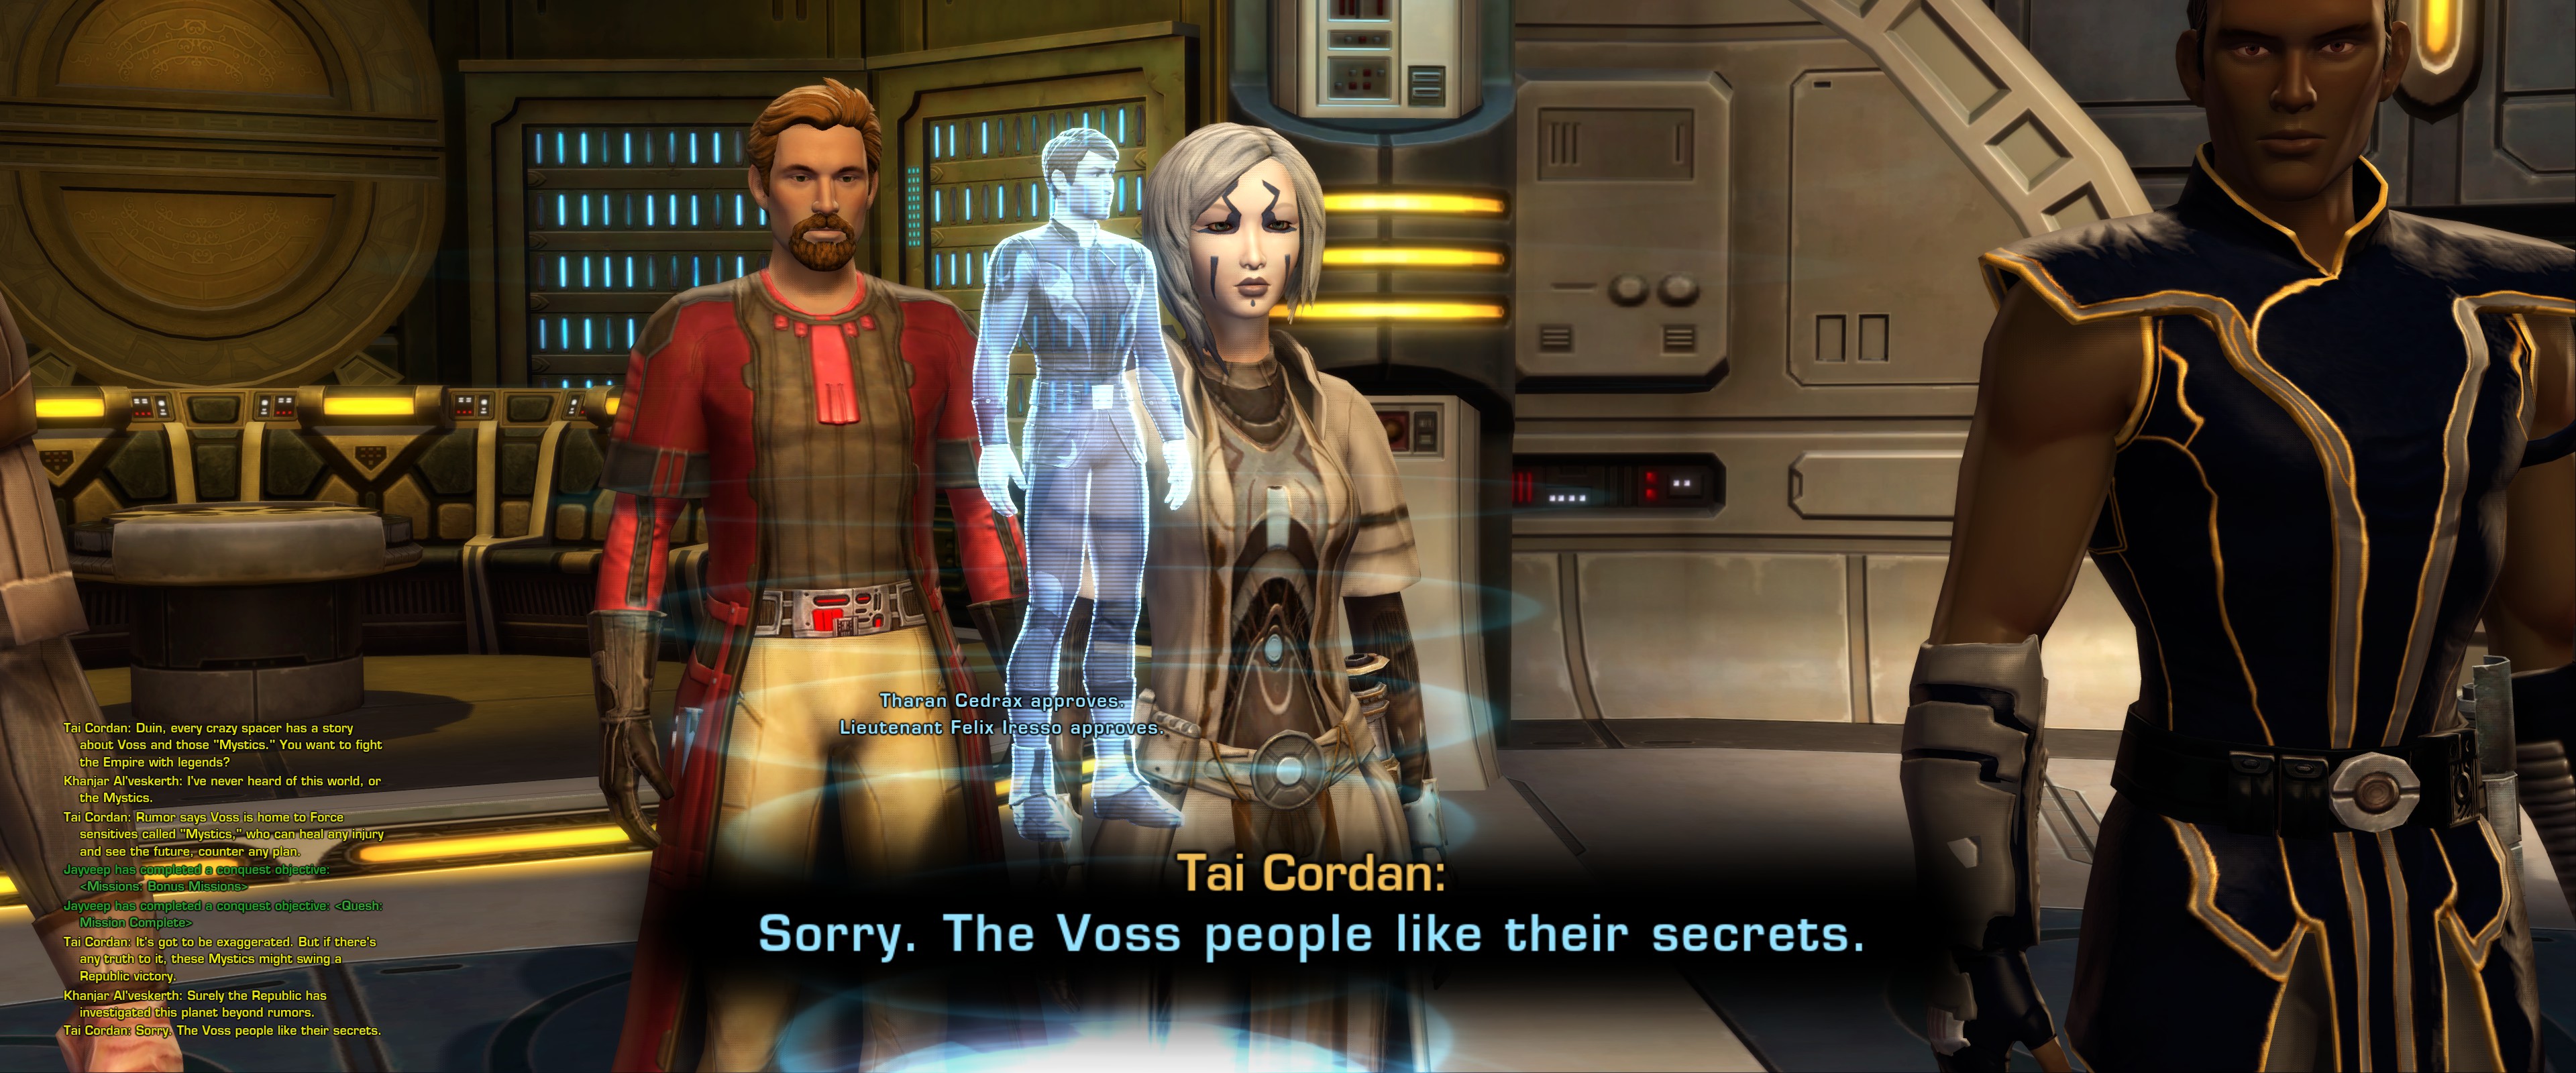 Tharan Cedrax approves.
Lieutenant Felix Iresso approves.
Tai Cordan: Duin, every crazy spacer has a story
about Voss and those "Mystics." You want to fight
the Empire with legends?
Khanjar Al'veskerth: I've never heard of this world, or
the Mystics.
Tai Cordan: Rumor says Voss is home to Force
sensitives called "Mystics," who can heal any injury
and see the future, counter any plan.
Jayveep has completed a conquest objective:
<Missions: Bonus Missions>
Jayveep has completed a conquest objective: <Quesh:
Mission Complete>
Tai Cordan: It's got to be exaggerated. But if there's
any truth to it, these Mystics might swing a
Republic victory.
Khanjar Al'veskerth: Surely the Republic has
investigated this planet beyond rumors.
Tai Cordan: Sorry. The Voss people like their secrets.
Tai Cordan:
Sorry. The Voss people like their secrets.